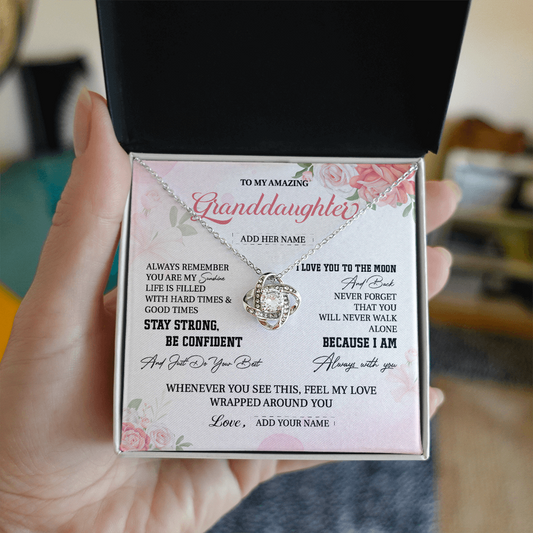 TO MY AMAZING
Granddaughter
ADD HER NAME
ALWAYS REMEMBER
YOU ARE MY Sunshine
LIFE IS FILLED
WITH HARD TIMES &
GOOD TIMES
STAY STRONG,
BE CONFIDENT
And Just Do Your Best
I LOVE YOU TO THE MOON
And Back
NEVER FORGET
THAT YOU
WILL NEVER WALK
ALONE
BECAUSE I AM
Always with you
WHENEVER YOU SEE THIS, FEEL MY LOVE
WRAPPED AROUND YOU
Love, ADD YOUR NAME